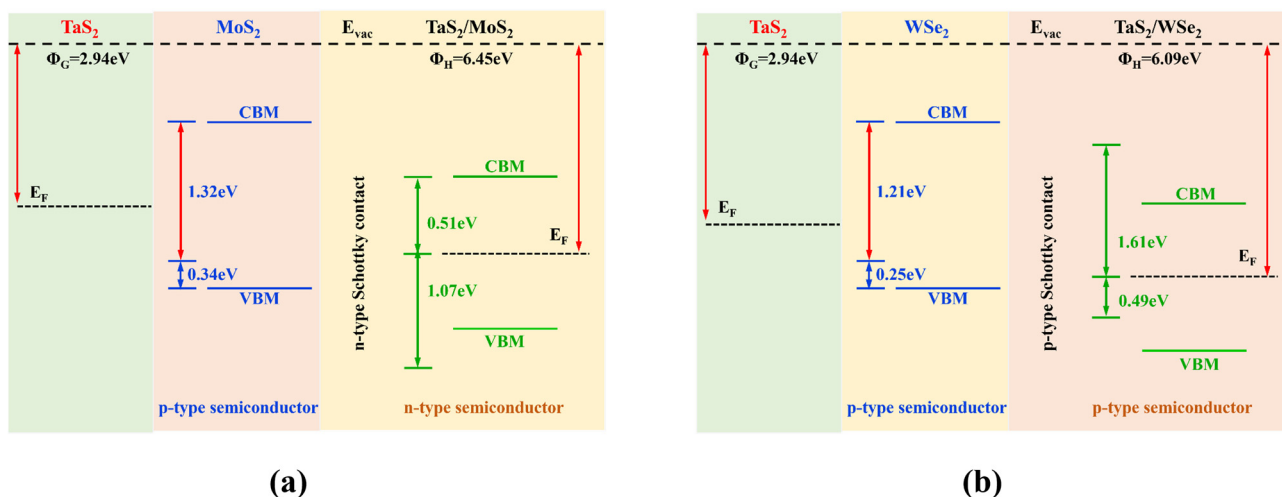 TaS2 MoS2 Evac TaS2/MoS2
ΦG=2.94eV ΦH=6.45eV
CBM
1.32eV
CBM
EF
0.51eV
EF
0.34eV
VBM
1.07eV
VBM
n-type Schottky contact
p-type semiconductor n-type semiconductor
(a)
TaS2 WSe2 Evac TaS2/WSe2
ΦG=2.94eV ΦH=6.09eV
CBM
1.21eV
CBM
EF
1.61eV
EF
0.25eV
VBM
0.49eV
VBM
p-type Schottky contact
p-type semiconductor p-type semiconductor
(b)